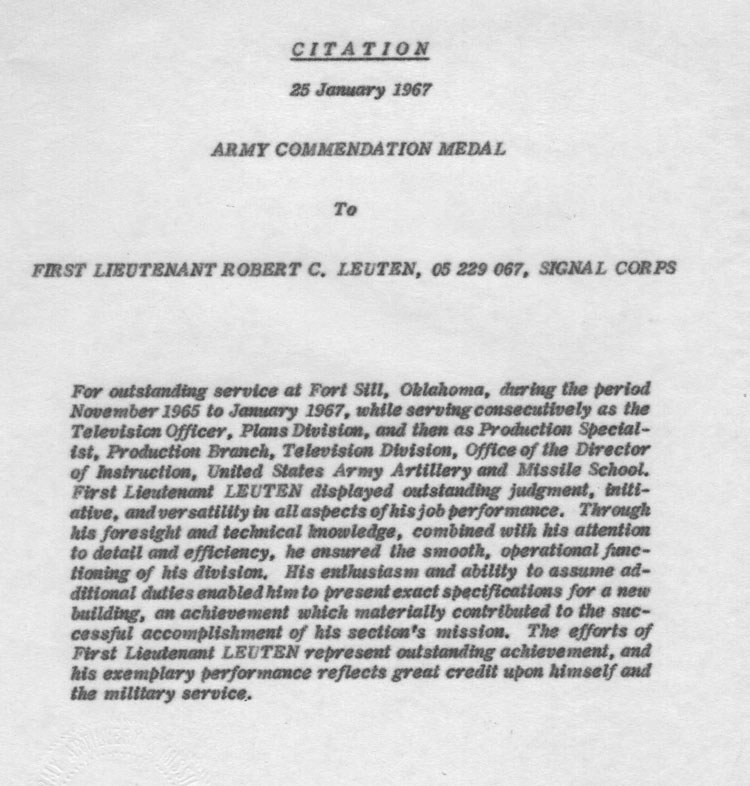 CITATION
25 January 1967
ARMY COMMENDATION MEDAL
To
FIRST LIEUTENANT ROBERT C. LEUTEN, 05 229 067, SIGNAL CORPS
For outstanding service at Fort Sill, Oklahoma, during the period
November 1965 to January 1967, while serving consecutively as the
Television Officer, Plans Division, and then as Production Special-
ist, Production Branch, Television Division, Office of the Director
of Instruction, United States Army Artillery and Missile School.
First Lieutenant LEUTEN displayed outstanding judgment, initi-
ative, and versatility in all aspects of his job performance. Through
his foresight and technical knowledge, combined with his attention
to detail and efficiency, he ensured the smooth, operational func-
tioning of his division. His enthusiasm and ability to assume ad-
ditional duties enabled him to present exact specifications for a new
building, an achievement which materially contributed to the suc-
cessful accomplishment of his section's mission. The efforts of
First Lieutenant LEUTEN represent outstanding achievement, and
his exemplary performance reflects great credit upon himself and
the military service.